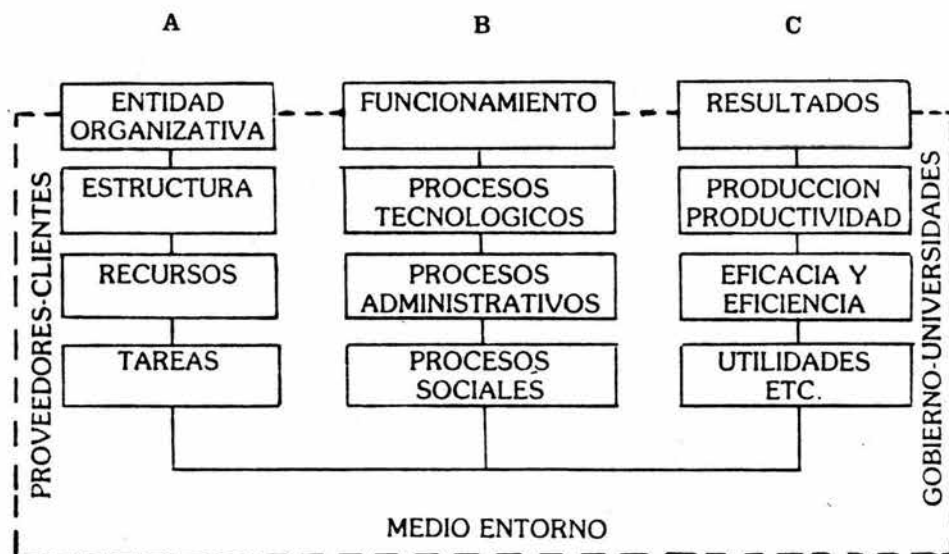 A
B
C
ENTIDAD
ORGANIZATIVA
FUNCIONAMIENTO
RESULTADOS
ESTRUCTURA
PROCESOS
TECNOLOGICOS
PRODUCCION
PRODUCTIVIDAD
RECURSOS
PROCESOS
ADMINISTRATIVOS
EFICACIA Y
EFICIENCIA
TAREAS
PROCESOS
SOCIALES
UTILIDADES
ETC.
PROVEEDORES-CLIENTES
GOBIERNO-UNIVERSIDADES
MEDIO ENTORNO